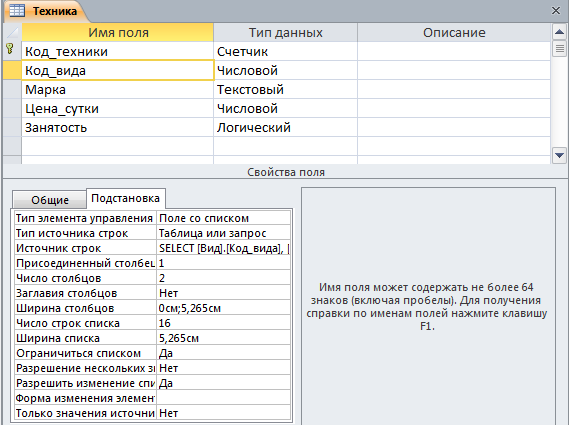 Техника
Имя поля Тип данных Описание
Код_техники Счетчик
Код_вида Числовой
Марка Текстовый
Цена_сутки Числовой
Занятость Логический
Свойства поля
Общие Подстановка
Тип элемента управления Поле со списком
Тип источника строк Таблица или запрос
Источник строк SELECT [Вид].[Код_вида], [
Присоединенный столбец 1
Число столбцов 2
Заглавия столбцов Нет
Ширина столбцов 0см;5,265см
Число строк списка 16
Ширина списка 5,265см
Ограничиться списком Да
Разрешение нескольких зн Нет
Разрешить изменение спи Да
Форма изменения элемен
Только значения источни Нет
Имя поля может содержать не более 64
знаков (включая пробелы). Для получения
справки по именам полей нажмите клавишу
F1.